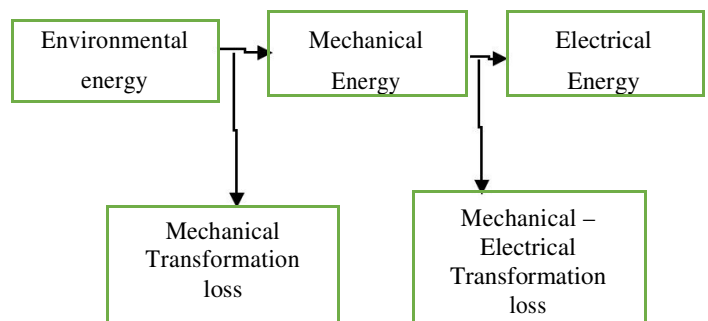 Environmental
energy
Mechanical
Energy
Electrical
Energy
Mechanical
Transformation
loss
Mechanical –
Electrical
Transformation
loss